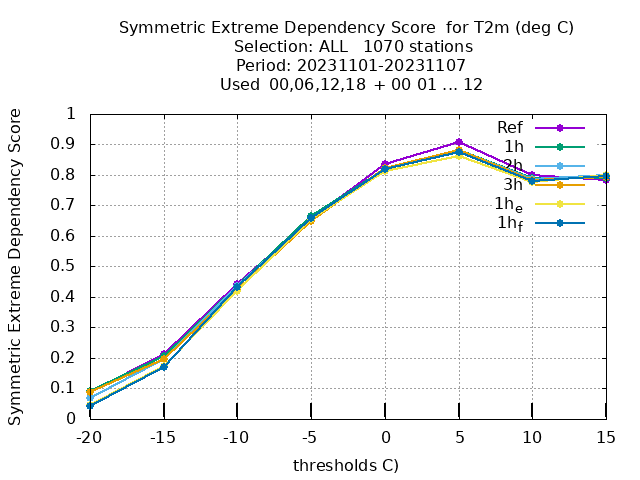 Symmetric Extreme Dependency Score  for T2m (deg C)
Selection: ALL   1070 stations
Period: 20231101-20231107
Used  00,06,12,18  + 00 01 ... 12
Symmetric Extreme Dependency Score
1
0.9
0.8
0.7
0.6
0.5
0.4
0.3
0.2
0.1
0
Ref
1h
2h
3h
1h_e
1h_f
-20 -15 -10 -5 0 5 10 15
thresholds C)